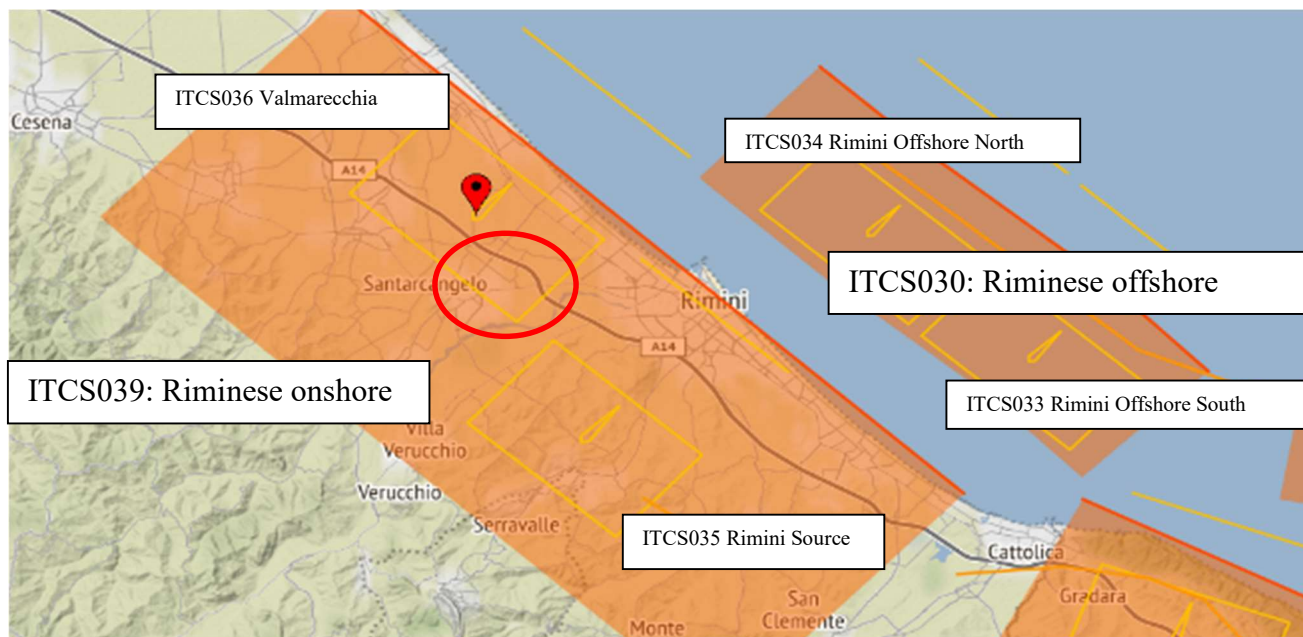 ITCS036 Valmarecchia
Cesena
ITCS034 Rimini Offshore North
A14
ITCS030: Riminese offshore
Santarcangelo
Rimini
A14
ITCS039: Riminese onshore
ITCS033 Rimini Offshore South
Villa
Verucchio
Verucchio
Serravalle
ITCS035 Rimini Source
Cattolica
Gradara
San
Clemente
Monte